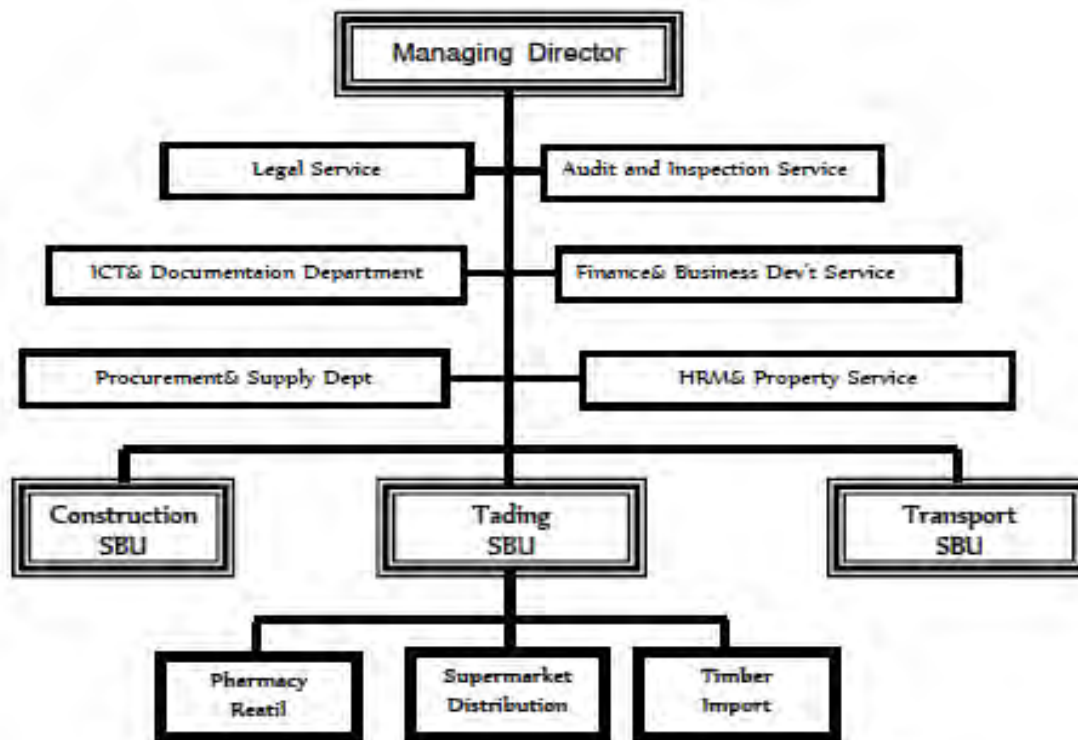 Managing Director
Legal Service
Audit and Inspection Service
ICT& Documentaion Department
Finance& Business Dev't Service
Procurement& Supply Dept
HRM& Property Service
Construction
SBU
Tading
SBU
Transport
SBU
Pharmacy
Reatil
Supermarket
Distribution
Timber
Import